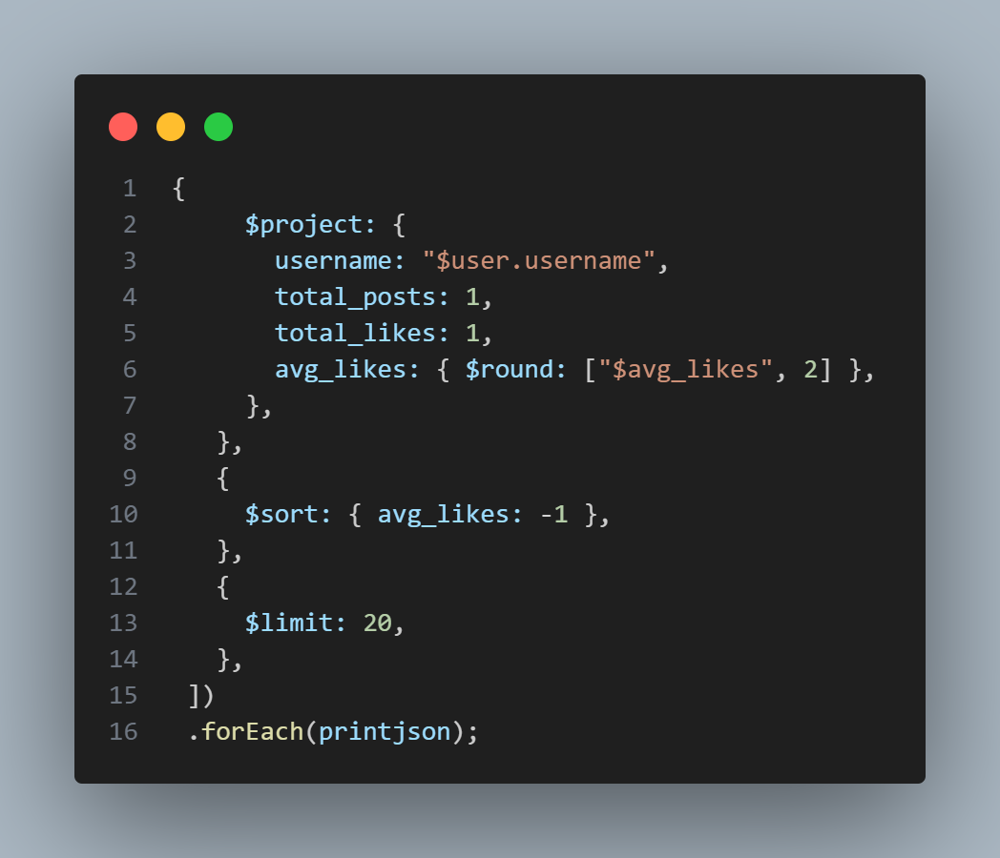 1 {
2 $project: {
3 username: "$user.username",
4 total_posts: 1,
5 total_likes: 1,
6 avg_likes: { $round: ["$avg_likes", 2] },
7 },
8 },
9 {
10 $sort: { avg_likes: -1 },
11 },
12 {
13 $limit: 20,
14 },
15 ])
16 .forEach(printjson);